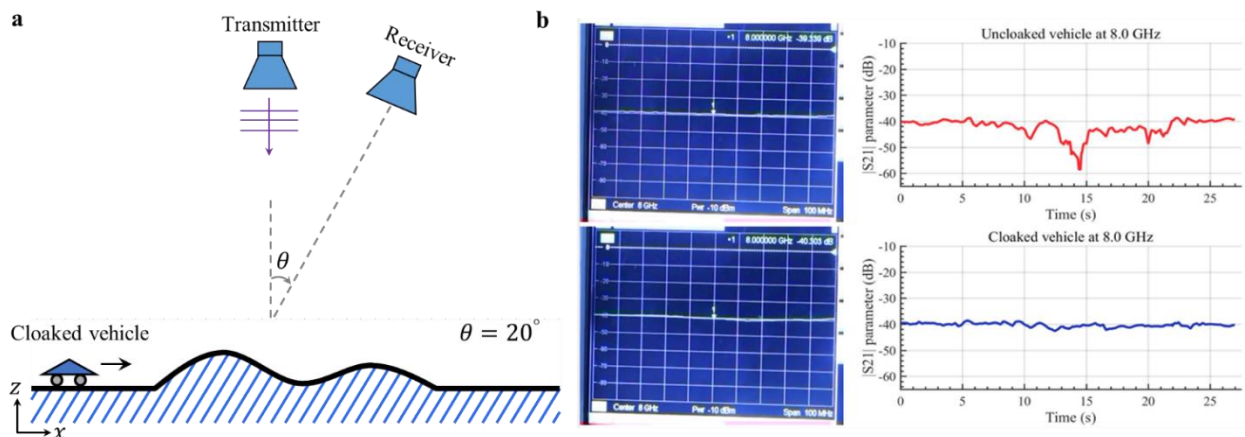 a
Transmitter
Receiver
θ
Cloaked vehicle
θ = 20°
z
x
b
+1 8.000000 GHz -39.339 dB
Center 8 GHz Pwr -10 dBm Span 100 MHz
+1 8.000000 GHz -40.303 dB
Center 8 GHz Pwr -10 dBm Span 100 MHz
Uncloaked vehicle at 8.0 GHz
|S21| parameter (dB)
-10
-20
-30
-40
-50
-60
0 5 10 15 20 25
Time (s)
Cloaked vehicle at 8.0 GHz
|S21| parameter (dB)
-10
-20
-30
-40
-50
-60
0 5 10 15 20 25
Time (s)